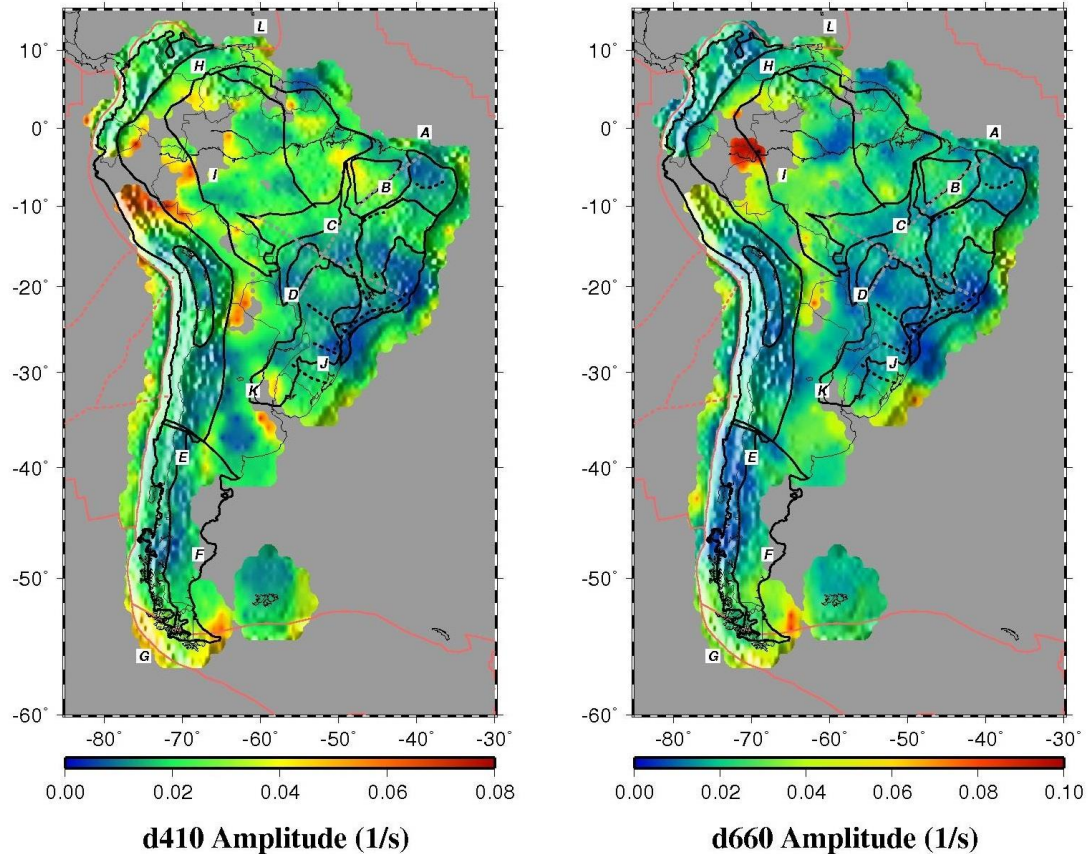 L L
10° 10°
H H
A A
0° 0°
I B I B
-10° -10°
C C
D D
-20° -20°
-30° J -30° J
K K
E E
-40° -40°
F F
-50° -50°
G G
-60° -60°
-80° -70° -60° -50° -40° -30° -80° -70° -60° -50° -40° -30°
0.00 0.02 0.04 0.06 0.08 0.00 0.02 0.04 0.06 0.08 0.10
d410 Amplitude (1/s) d660 Amplitude (1/s)